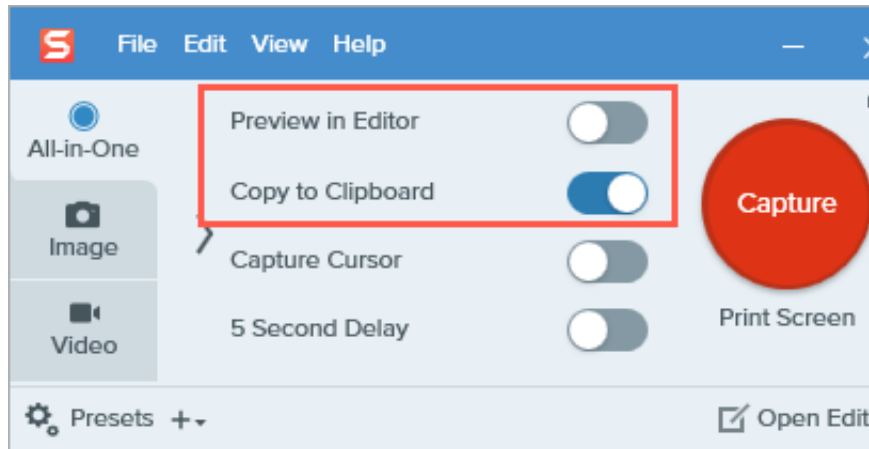 S File Edit View Help
All-in-One
Image
Video
Preview in Editor
Copy to Clipboard
Capture Cursor
5 Second Delay
Capture
Print Screen
Presets
Open Edit